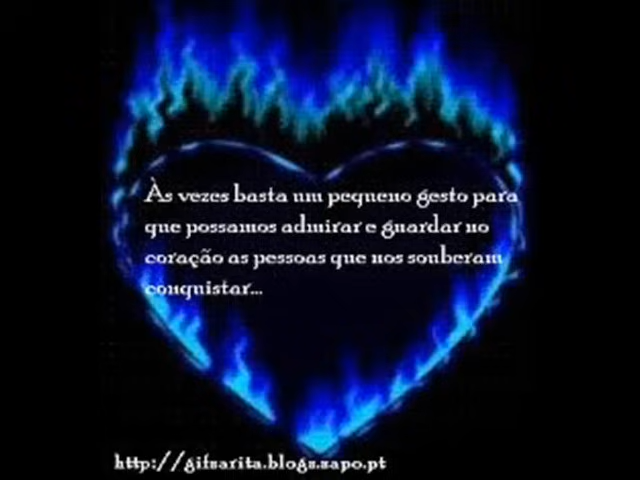 Às vezes basta um pequeno gesto para
que possamos admirar e guardar no
coração as pessoas que nos souberam
conquistar...
http://gifsarita.blogs.sapo.pt